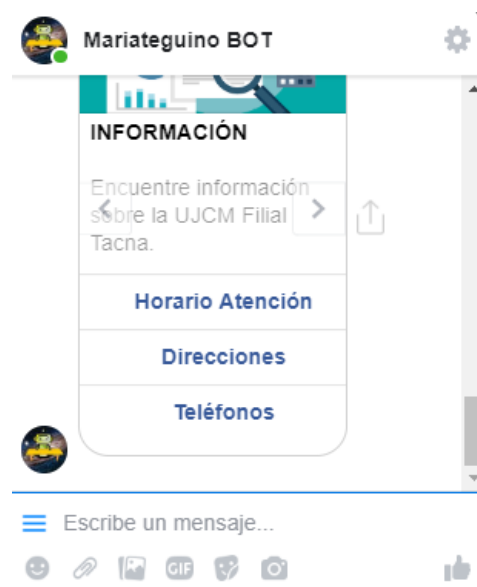 Mariateguino BOT
INFORMACIÓN
Encuentre información
sobre la UJCM Filial
Tacna.
Horario Atención
Direcciones
Teléfonos
Escribe un mensaje...
GIF